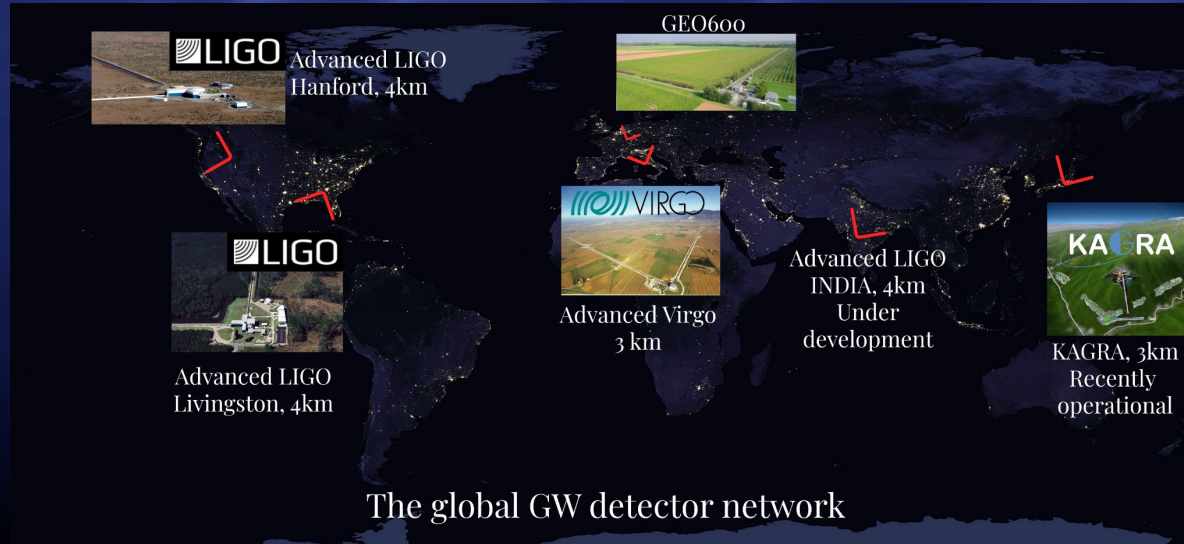 GEO600
LIGO
Advanced LIGO
Hanford, 4km
LIGO
Advanced LIGO
Livingston, 4km
VIRGO
Advanced Virgo
3 km
Advanced LIGO
INDIA, 4km
Under
development
KAGRA
KAGRA, 3km
Recently
operational
The global GW detector network